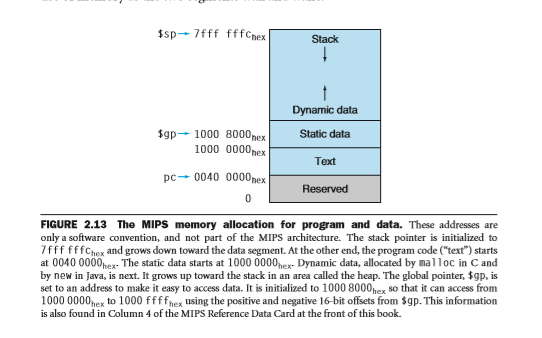 $sp→ 7fff fffchex
Stack
Dynamic data
$gp→ 1000 8000hex
Static data
1000 0000hex
Text
pc→ 0040 0000hex
Reserved
0
FIGURE 2.13 The MIPS memory allocation for program and data. These addresses are
only a software convention, and not part of the MIPS architecture. The stack pointer is initialized to
7fff fffchex and grows down toward the data segment. At the other end, the program code (“text”) starts
at 0040 0000hex. The static data starts at 1000 0000hex. Dynamic data, allocated by malloc in C and
by new in Java, is next. It grows up toward the stack in an area called the heap. The global pointer, $gp, is
set to an address to make it easy to access data. It is initialized to 1000 8000hex so that it can access from
1000 0000hex to 1000 ffffhex using the positive and negative 16-bit offsets from $gp. This information
is also found in Column 4 of the MIPS Reference Data Card at the front of this book.